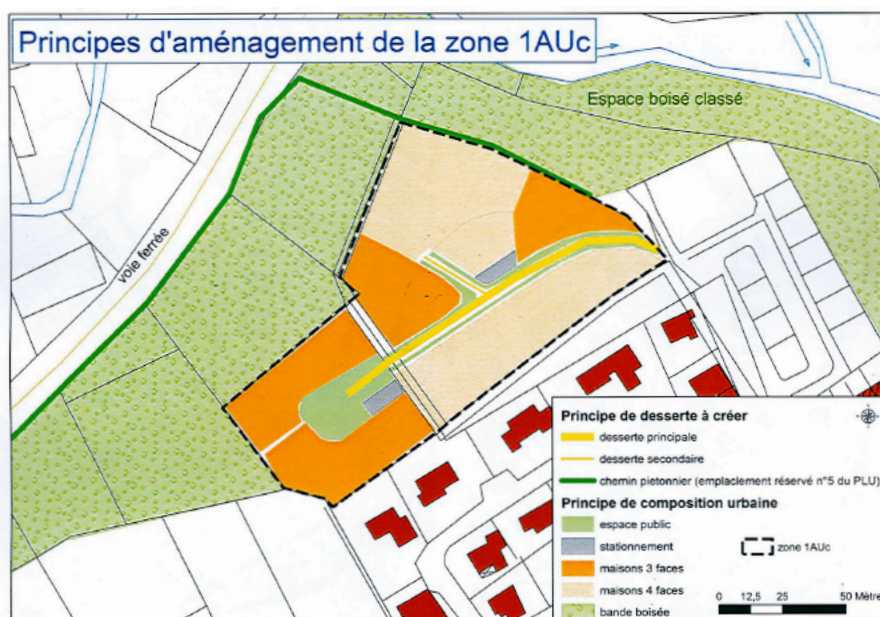 Principes d'aménagement de la zone 1AUc
Espace boisé classé
voie ferrée
Principe de desserte à créer
desserte principale
desserte secondaire
chemin pietonnier (emplaclement réservé n°5 du PLU)
Principe de composition urbaine
espace public
stationnement
zone 1AUc
maisons 3 faces
maisons 4 faces
bande boisée
0 12,5 25 50 Mètre